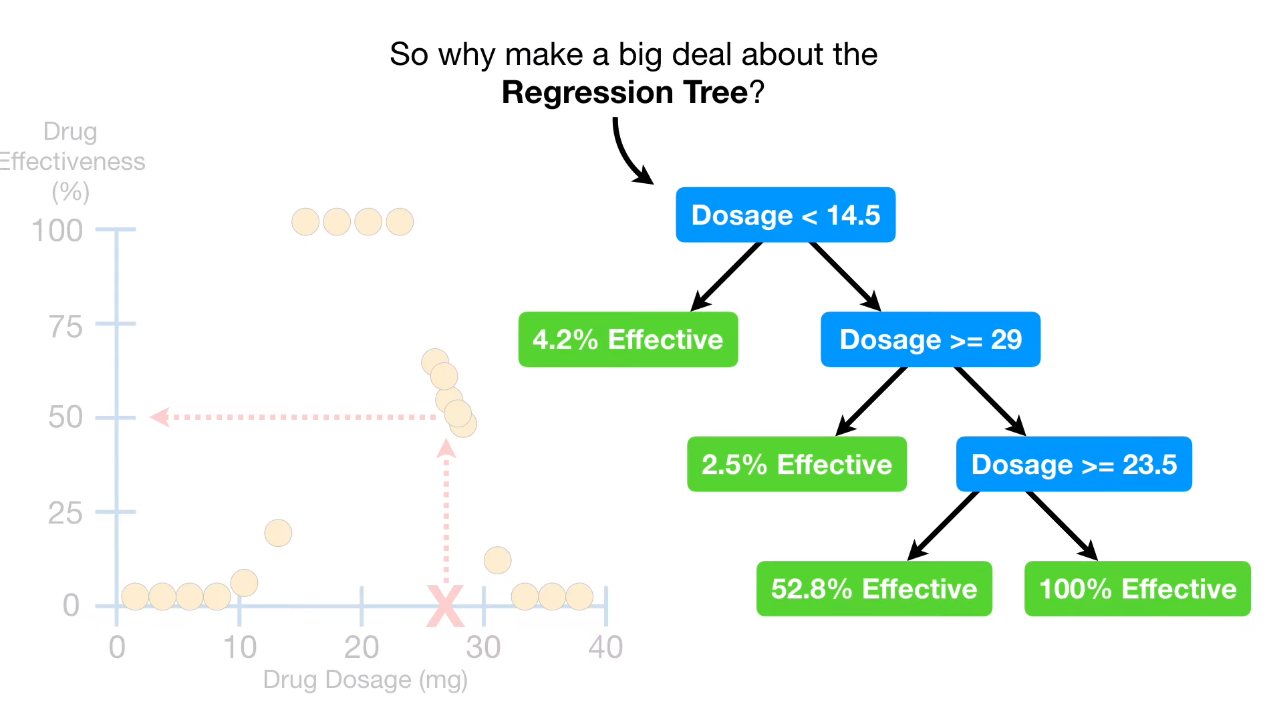 So why make a big deal about the
Regression Tree?
Drug
Effectiveness
(%)
100
75
50
25
0
0 10 20 30 40
Drug Dosage (mg)
X
Dosage < 14.5
4.2% Effective
Dosage >= 29
2.5% Effective
Dosage >= 23.5
52.8% Effective
100% Effective